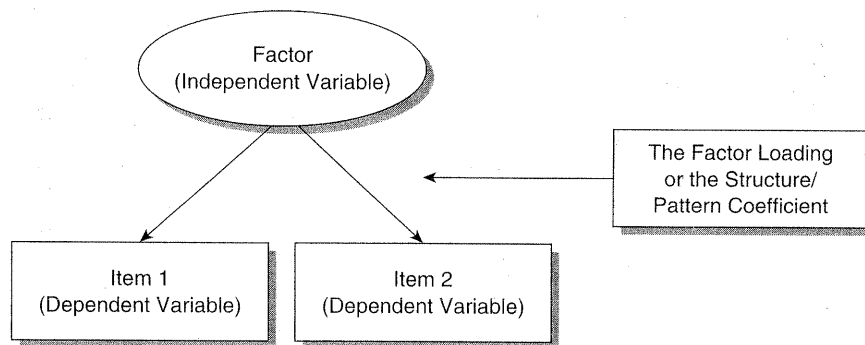 Factor
(Independent Variable)
The Factor Loading
or the Structure/
Pattern Coefficient
Item 1
(Dependent Variable)
Item 2
(Dependent Variable)